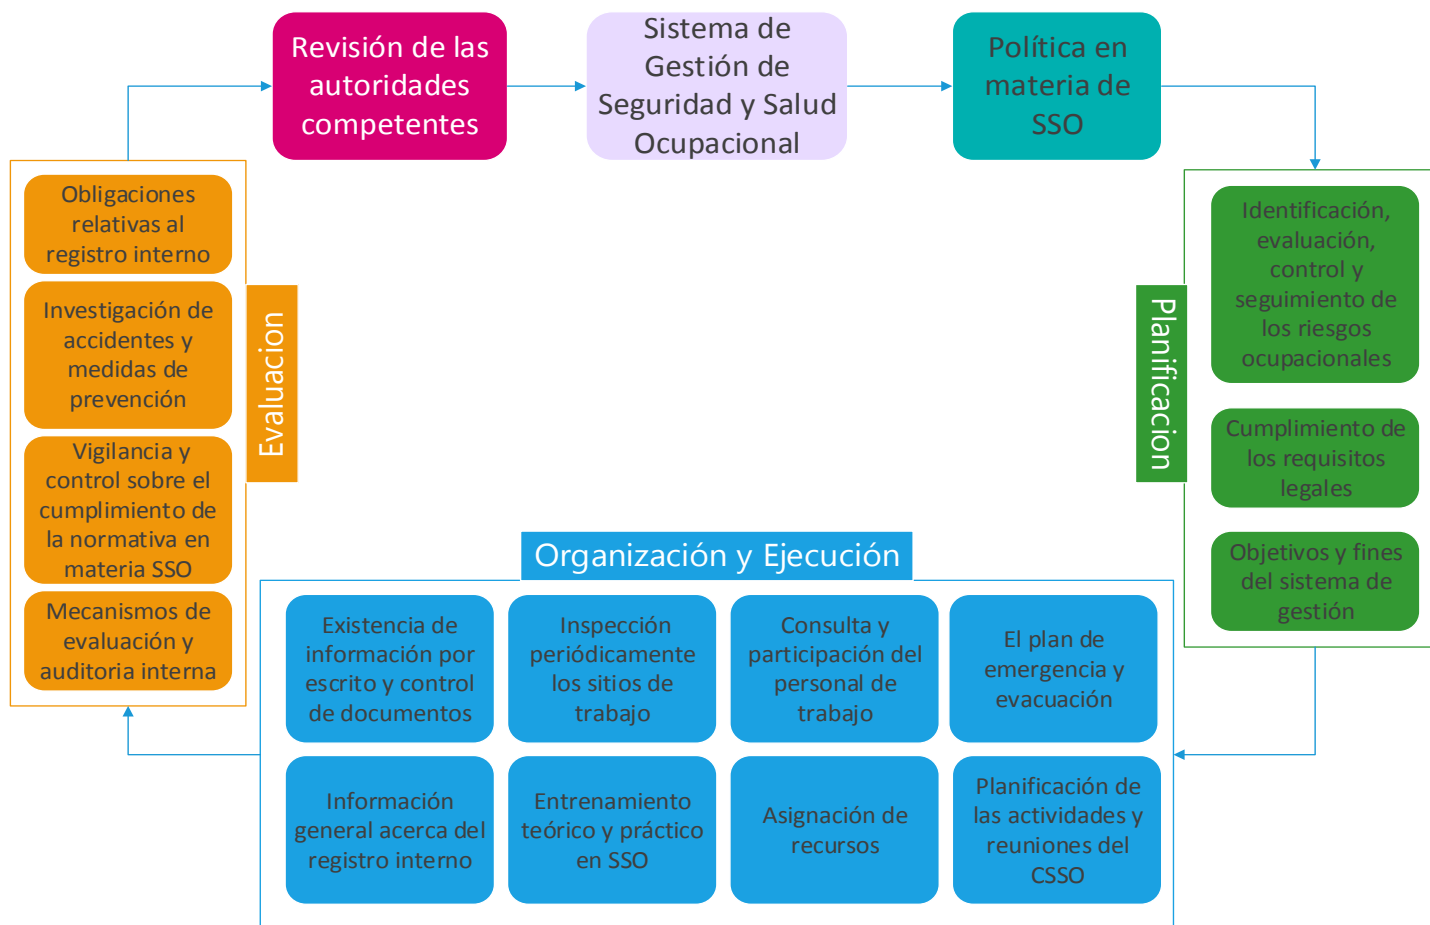 Revisión de las
autoridades
competentes
Sistema de
Gestión de
Seguridad y Salud
Ocupacional
Política en
materia de
SSO
Identificación,
evaluación,
control y
seguimiento de
los riesgos
ocupacionales
Cumplimiento de
los requisitos
legales
Objetivos y fines
del sistema de
gestión
Planificacion
Organización y Ejecución
Existencia de
información por
escrito y control
de documentos
Inspección
periódicamente
los sitios de
trabajo
Consulta y
participación del
personal de
trabajo
El plan de
emergencia y
evacuación
Información
general acerca del
registro interno
Entrenamiento
teórico y práctico
en SSO
Asignación de
recursos
Planificación de
las actividades y
reuniones del
CSSO
Obligaciones
relativas al
registro interno
Investigación de
accidentes y
medidas de
prevención
Vigilancia y
control sobre el
cumplimiento de
la normativa en
materia SSO
Mecanismos de
evaluación y
auditoria interna
Evaluacion